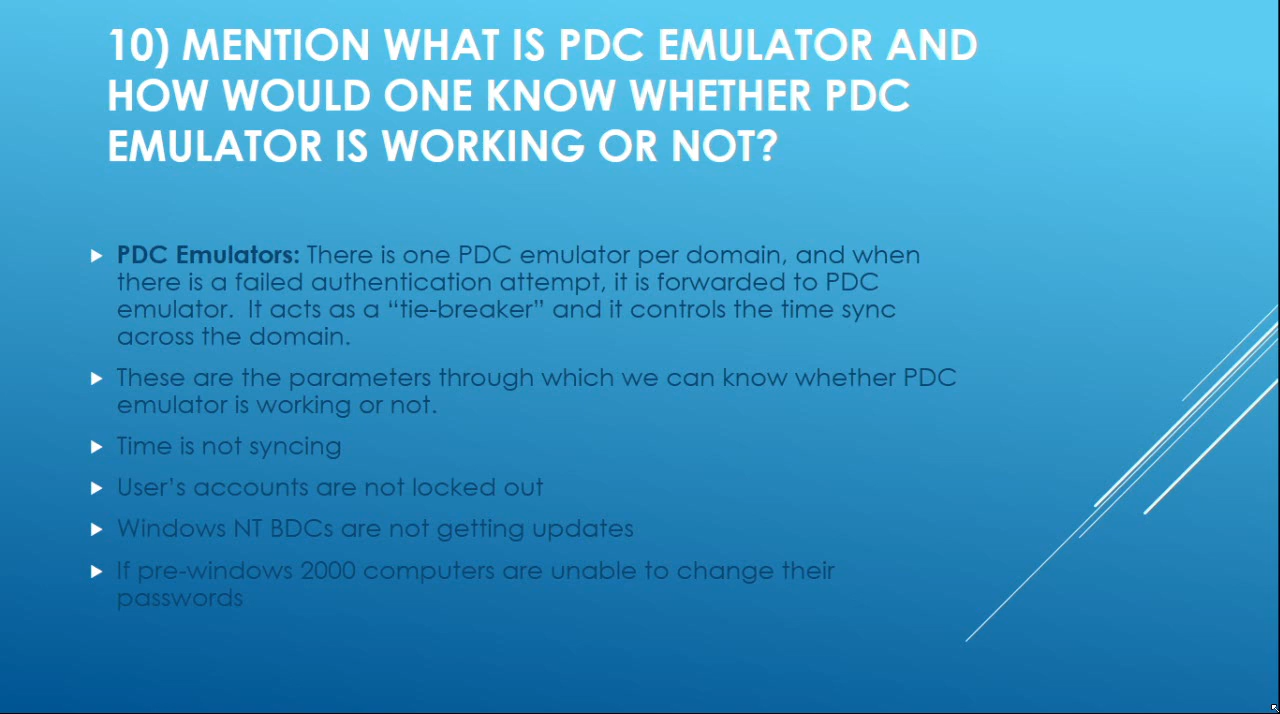 10) MENTION WHAT IS PDC EMULATOR AND
HOW WOULD ONE KNOW WHETHER PDC
EMULATOR IS WORKING OR NOT?
PDC Emulators: There is one PDC emulator per domain, and when
there is a failed authentication attempt, it is forwarded to PDC
emulator.  It acts as a “tie-breaker” and it controls the time sync
across the domain.
These are the parameters through which we can know whether PDC
emulator is working or not.
Time is not syncing
User’s accounts are not locked out
Windows NT BDCs are not getting updates
If pre-windows 2000 computers are unable to change their
passwords